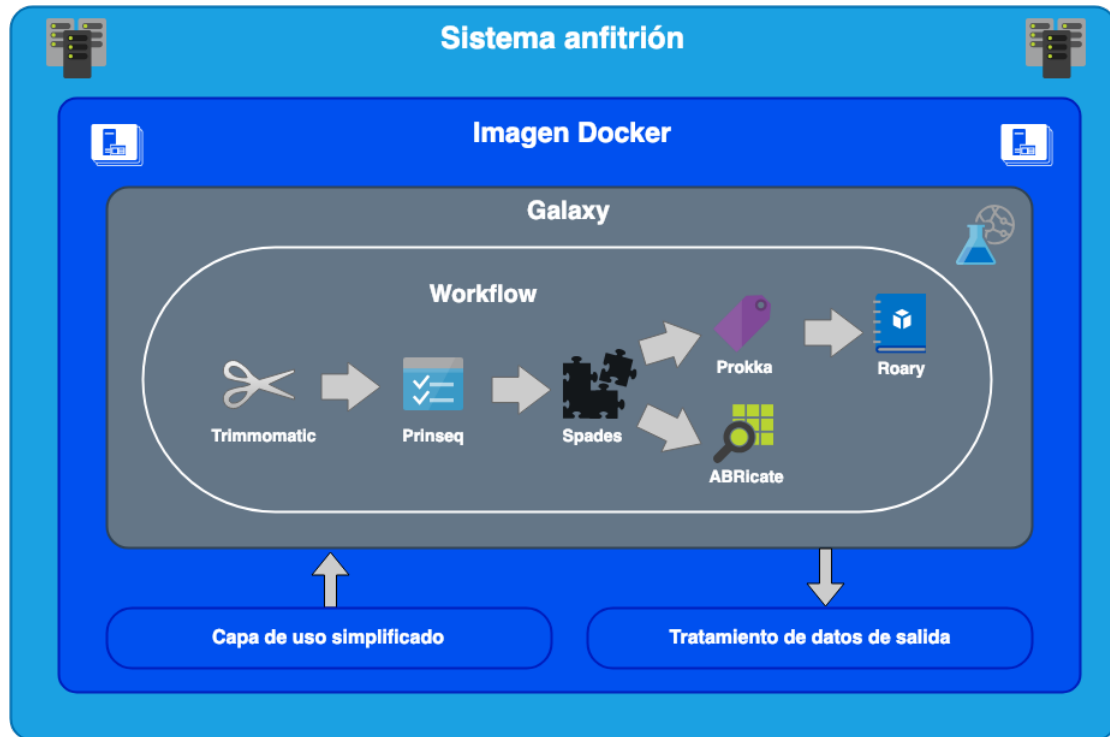 Sistema anfitrión
Imagen Docker
Galaxy
Workflow
Trimmomatic
Prinseq
Spades
Prokka
Roary
ABRicate
Capa de uso simplificado
Tratamiento de datos de salida